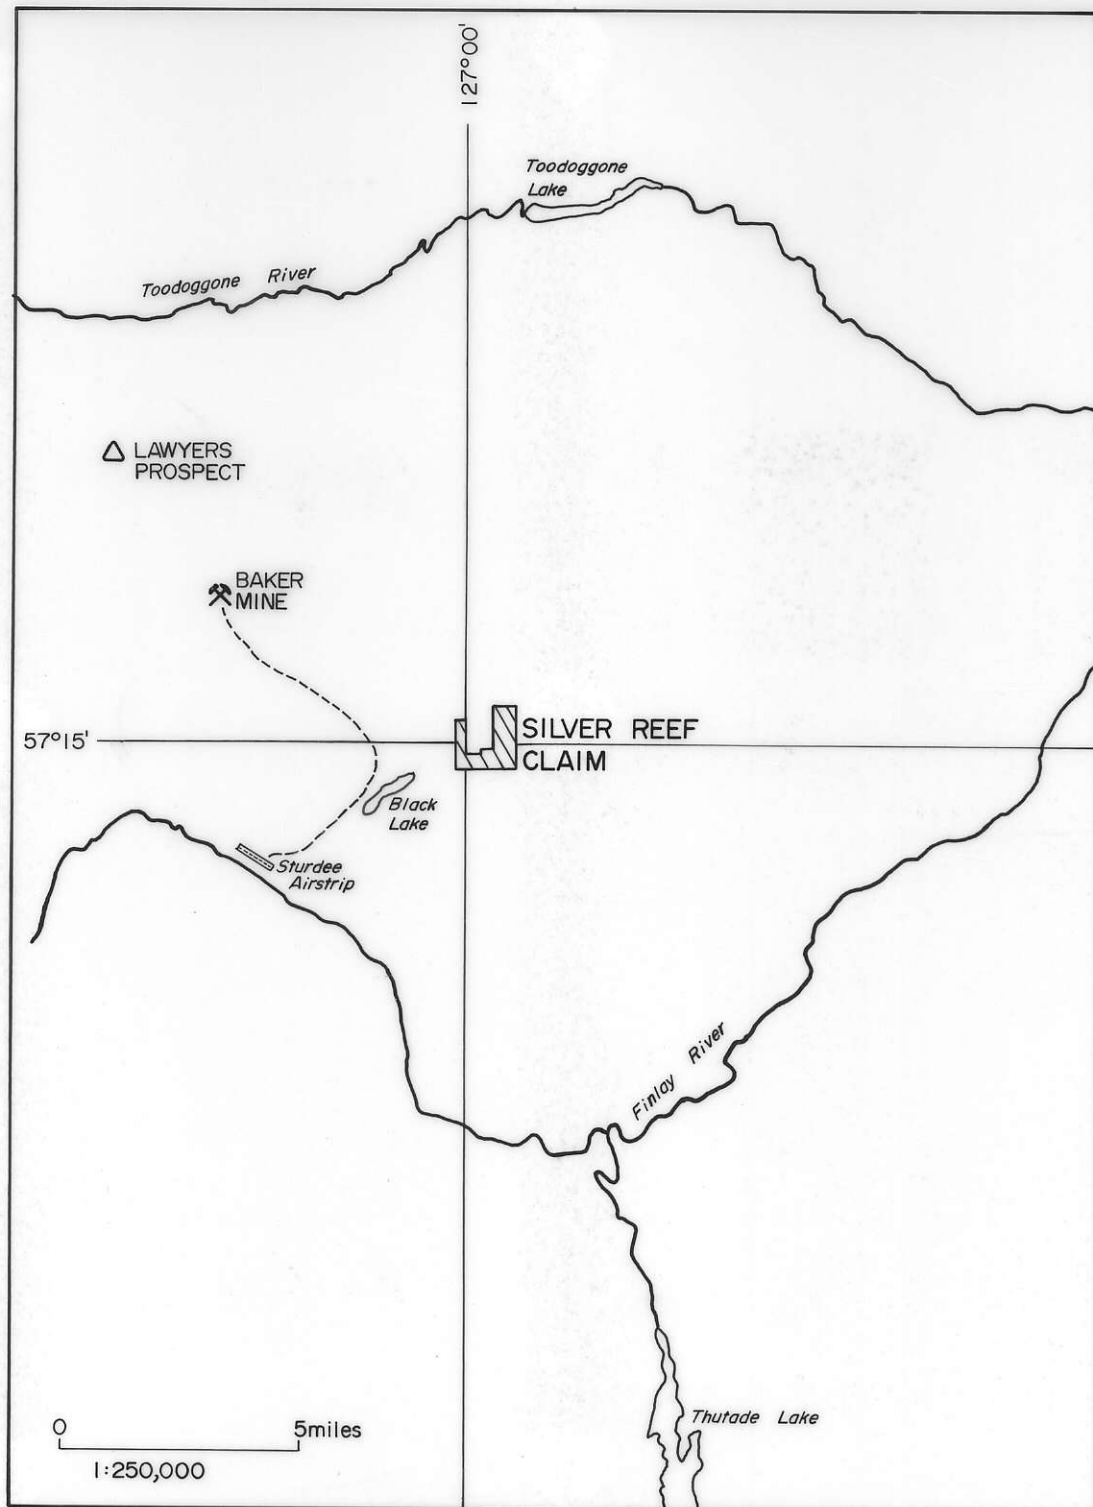 127°00'
Toodoggone
Lake
Toodoggone River
LAWYERS
PROSPECT
BAKER
MINE
57°15'
SILVER REEF
CLAIM
Black
Lake
Sturdee
Airstrip
Finlay River
Thutade Lake
0 5miles
1:250,000